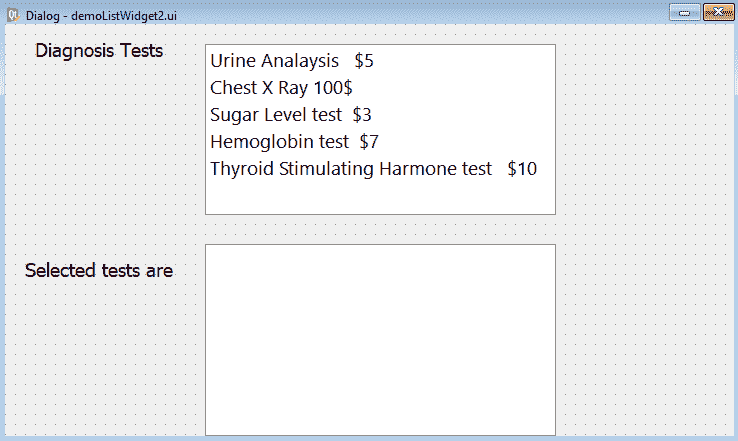 Dialog - demoListWidget2.ui
Diagnosis Tests
Urine Analaysis $5
Chest X Ray 100$
Sugar Level test $3
Hemoglobin test $7
Thyroid Stimulating Harmone test $10
Selected tests are